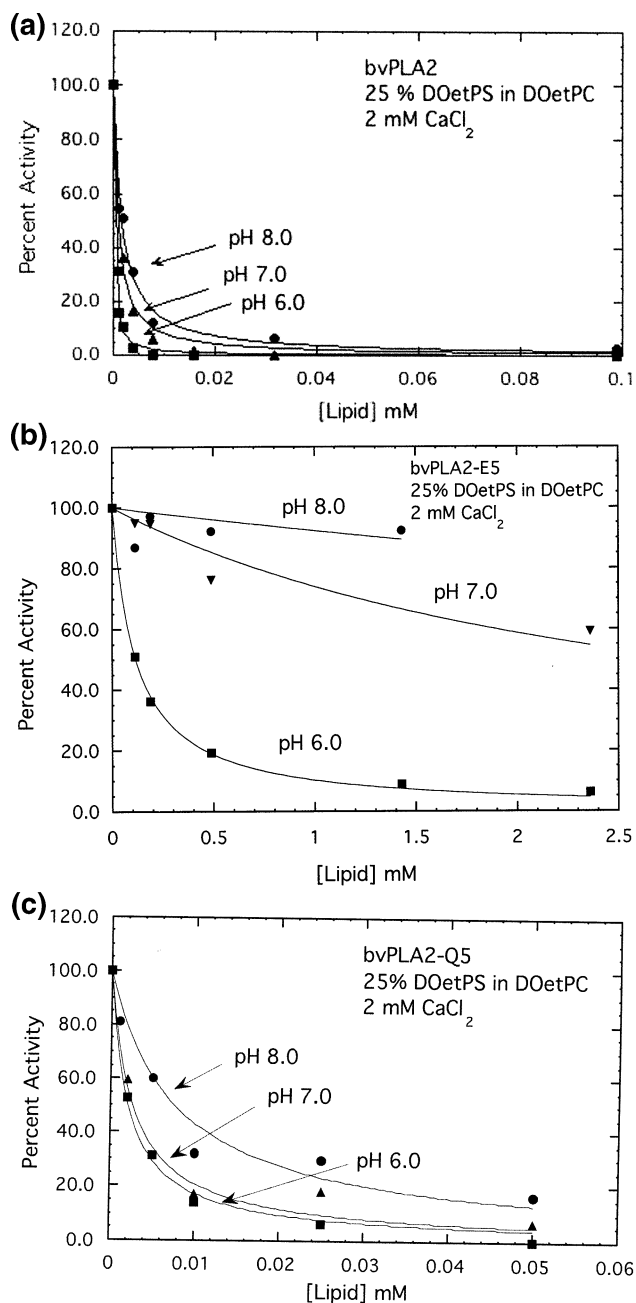 (a)
120.0
100.0
80.0
60.0
40.0
20.0
0.0
Percent Activity
bvPLA2
25 % DOetPS in DOetPC
2 mM CaCl2
pH 8.0
pH 7.0
pH 6.0
0 0.02 0.04 0.06 0.08 0.1
[Lipid] mM
(b)
120.0
100.0
80.0
60.0
40.0
20.0
0.0
Percent Activity
bvPLA2-E5
25% DOetPS in DOetPC
2 mM CaCl2
pH 8.0
pH 7.0
pH 6.0
0 0.5 1 1.5 2 2.5
[Lipid] mM
(c)
120.0
100.0
80.0
60.0
40.0
20.0
0.0
Percent Activity
bvPLA2-Q5
25% DOetPS in DOetPC
2 mM CaCl2
pH 8.0
pH 7.0
pH 6.0
0 0.01 0.02 0.03 0.04 0.05 0.06
[Lipid] mM